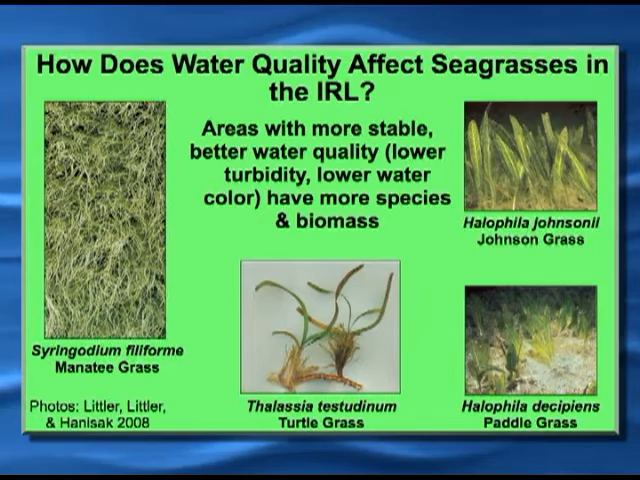 How Does Water Quality Affect Seagrasses in
the IRL?
Areas with more stable,
better water quality (lower
turbidity, lower water
color) have more species
& biomass
Halophila johnsonii
Johnson Grass
Syringodium filiforme
Manatee Grass
Thalassia testudinum
Turtle Grass
Halophila decipiens
Paddle Grass
Photos: Littler, Littler,
& Hanisak 2008